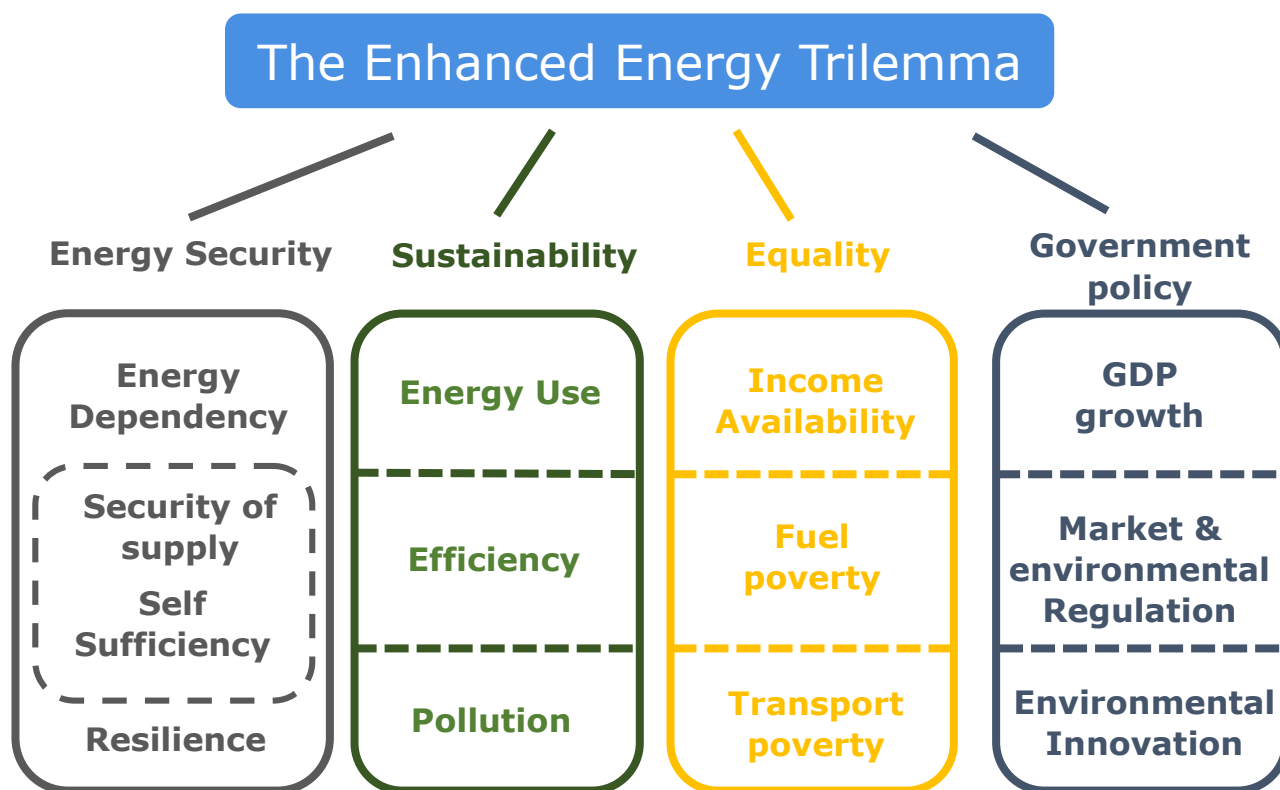 The Enhanced Energy Trilemma
Energy Security
Energy
Dependency
Security of
supply
Self
Sufficiency
Resilience
Sustainability
Energy Use
Efficiency
Pollution
Equality
Income
Availability
Fuel
poverty
Transport
poverty
Government
policy
GDP
growth
Market &
environmental
Regulation
Environmental
Innovation